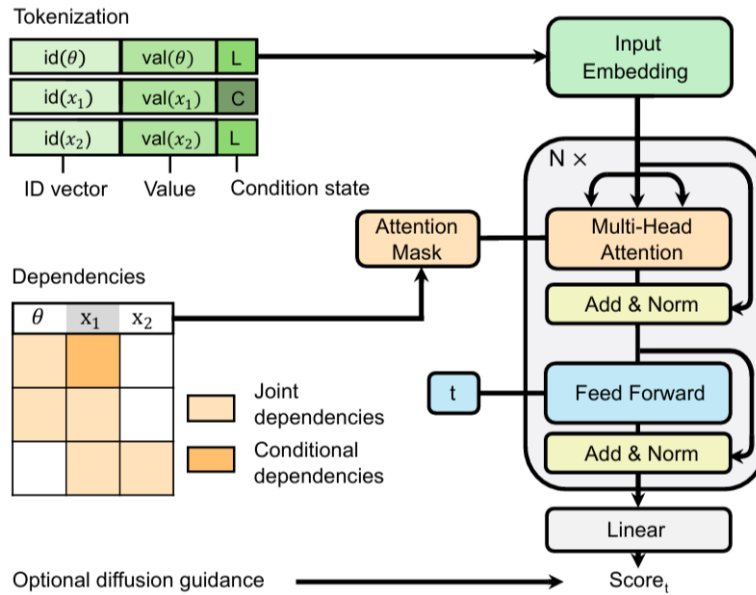 Tokenization
id(θ) val(θ) L
id(x₁) val(x₁) C
id(x₂) val(x₂) L
ID vector Value Condition state
Input
Embedding
N ×
Multi-Head
Attention
Attention
Mask
Add & Norm
Dependencies
θ x₁ x₂
Joint
dependencies
Conditional
dependencies
t
Feed Forward
Add & Norm
Linear
Optional diffusion guidance
Scoreₜ